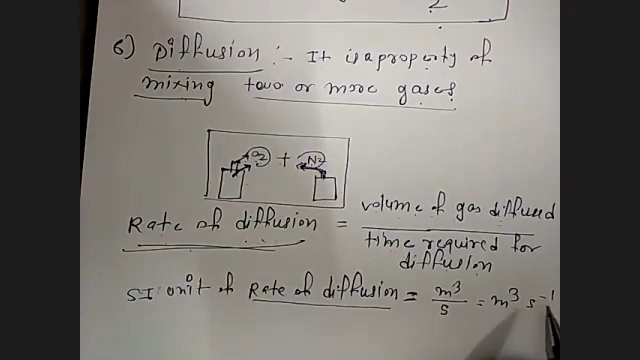 2
6) Diffusion :- It is a property of
mixing two or more gases
O2 + N2
Rate of diffusion = volume of gas diffused / time required for diffusion
SI unit of Rate of diffusion = m³/s = m³ s⁻¹